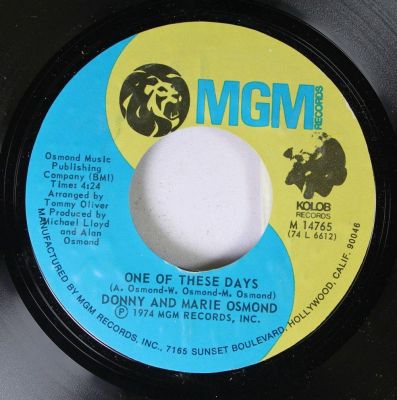 MGM
RECORDS
KOLOB
RECORDS
M 14765
(74 L 6612)
Osmond Music
Publishing
Company (BMI)
Time: 4:24
Arranged by
Tommy Oliver
Produced by
Michael Lloyd
and Alan
Osmond
ONE OF THESE DAYS
(A. Osmond-W. Osmond-M. Osmond)
DONNY AND MARIE OSMOND
Ⓟ 1974 MGM RECORDS, INC.
MANUFACTURED BY MGM RECORDS, INC., 7165 SUNSET BOULEVARD, HOLLYWOOD, CALIF. 90046